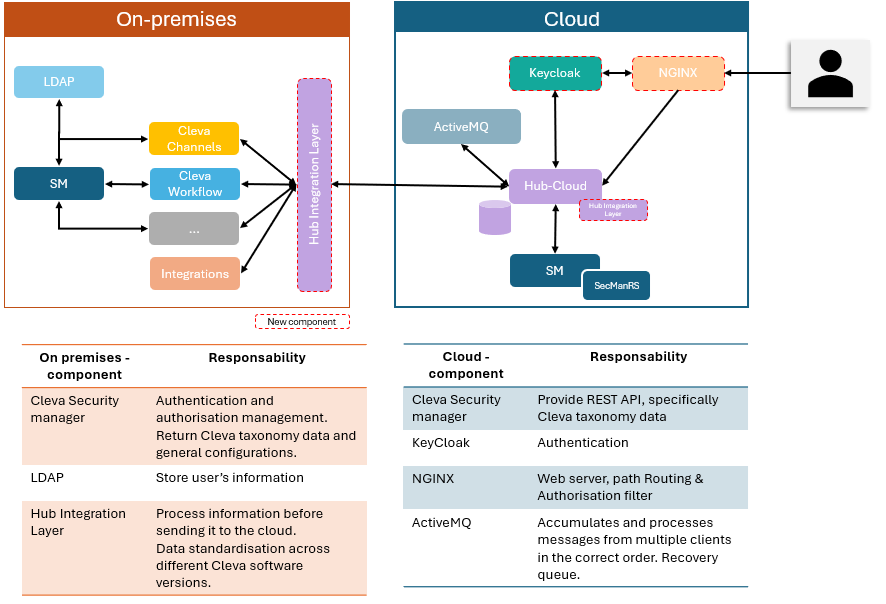 On-premises
LDAP
SM
Cleva
Channels
Cleva
Workflow
...
Integrations
Hub Integration Layer
New component
Cloud
Keycloak
NGINX
ActiveMQ
Hub-Cloud
Hub Integration
Layer
SM
SecManRS
On premises -
component
Responsability
Cleva Security
manager
Authentication and
authorisation management.
Return Cleva taxonomy data and
general configurations.
LDAP
Store user’s information
Hub Integration
Layer
Process information before
sending it to the cloud.
Data standardisation across
different Cleva software
versions.
Cloud -
component
Responsability
Cleva Security
manager
Provide REST API, specifically
Cleva taxonomy data
KeyCloak
Authentication
NGINX
Web server, path Routing &
Authorisation filter
ActiveMQ
Accumulates and processes
messages from multiple clients
in the correct order. Recovery
queue.